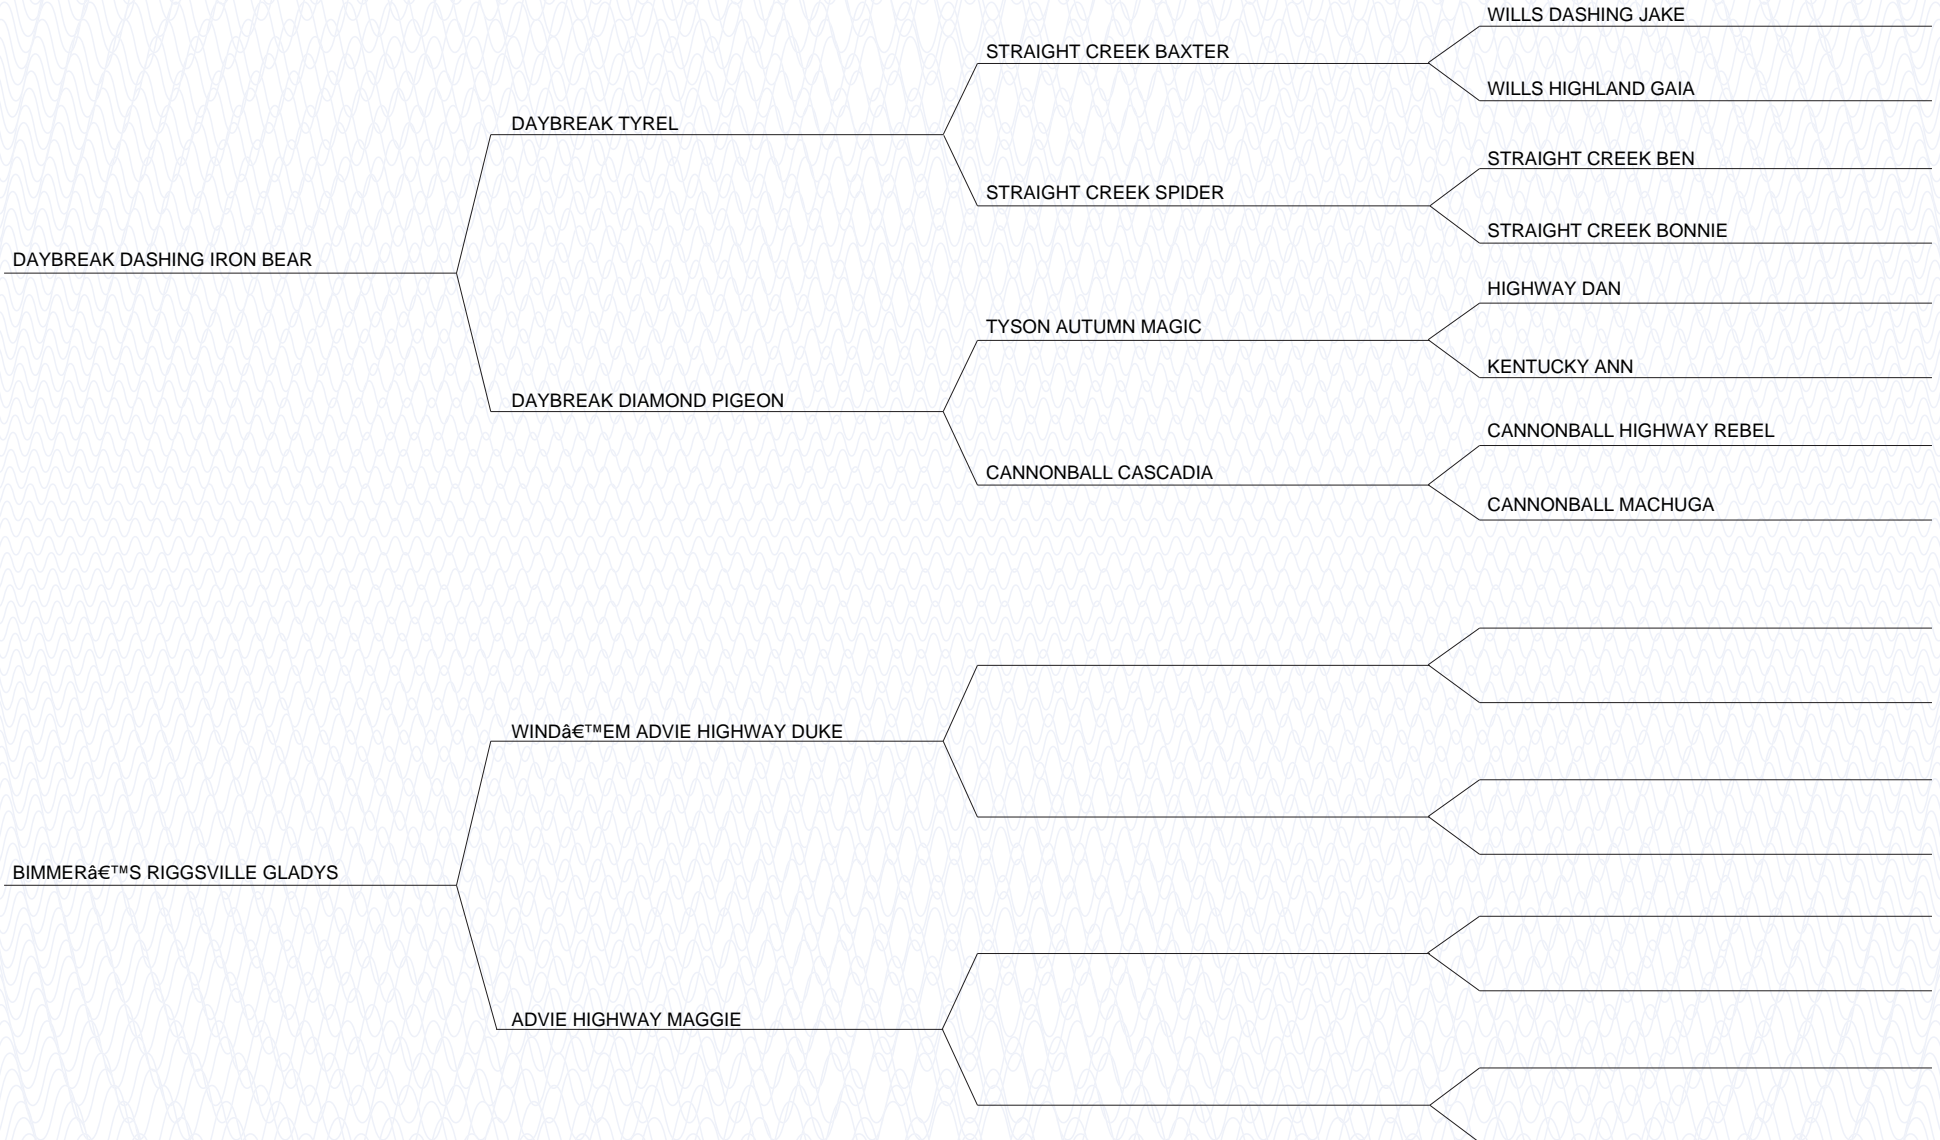 WILLS DASHING JAKE
STRAIGHT CREEK BAXTER
WILLS HIGHLAND GAIA
DAYBREAK TYREL
STRAIGHT CREEK BEN
STRAIGHT CREEK SPIDER
STRAIGHT CREEK BONNIE
DAYBREAK DASHING IRON BEAR
HIGHWAY DAN
TYSON AUTUMN MAGIC
KENTUCKY ANN
DAYBREAK DIAMOND PIGEON
CANNONBALL HIGHWAY REBEL
CANNONBALL CASCADIA
CANNONBALL MACHUGA
WINDâ€™EM ADVIE HIGHWAY DUKE
BIMMERâ€™S RIGGSVILLE GLADYS
ADVIE HIGHWAY MAGGIE